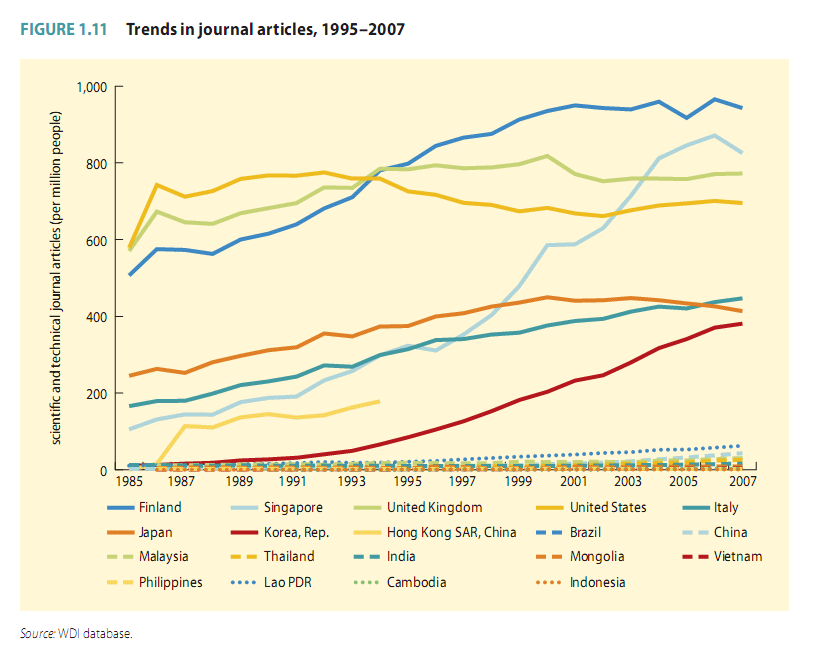 FIGURE 1.11 Trends in journal articles, 1995–2007
scientific and technical journal articles (per million people)
1,000
800
600
400
200
0
1985 1987 1989 1991 1993 1995 1997 1999 2001 2003 2005 2007
Finland Singapore United Kingdom United States Italy
Japan Korea, Rep. Hong Kong SAR, China Brazil China
Malaysia Thailand India Mongolia Vietnam
Philippines Lao PDR Cambodia Indonesia
Source: WDI database.